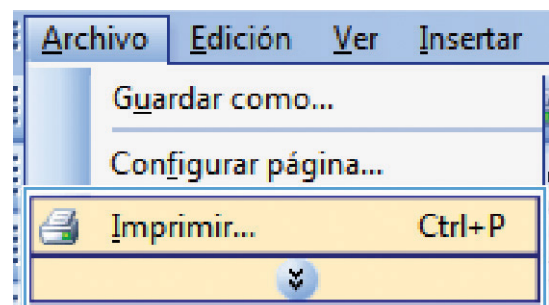 Archivo Edición Ver Insertar
Guardar como...
Configurar página...
Imprimir... Ctrl+P